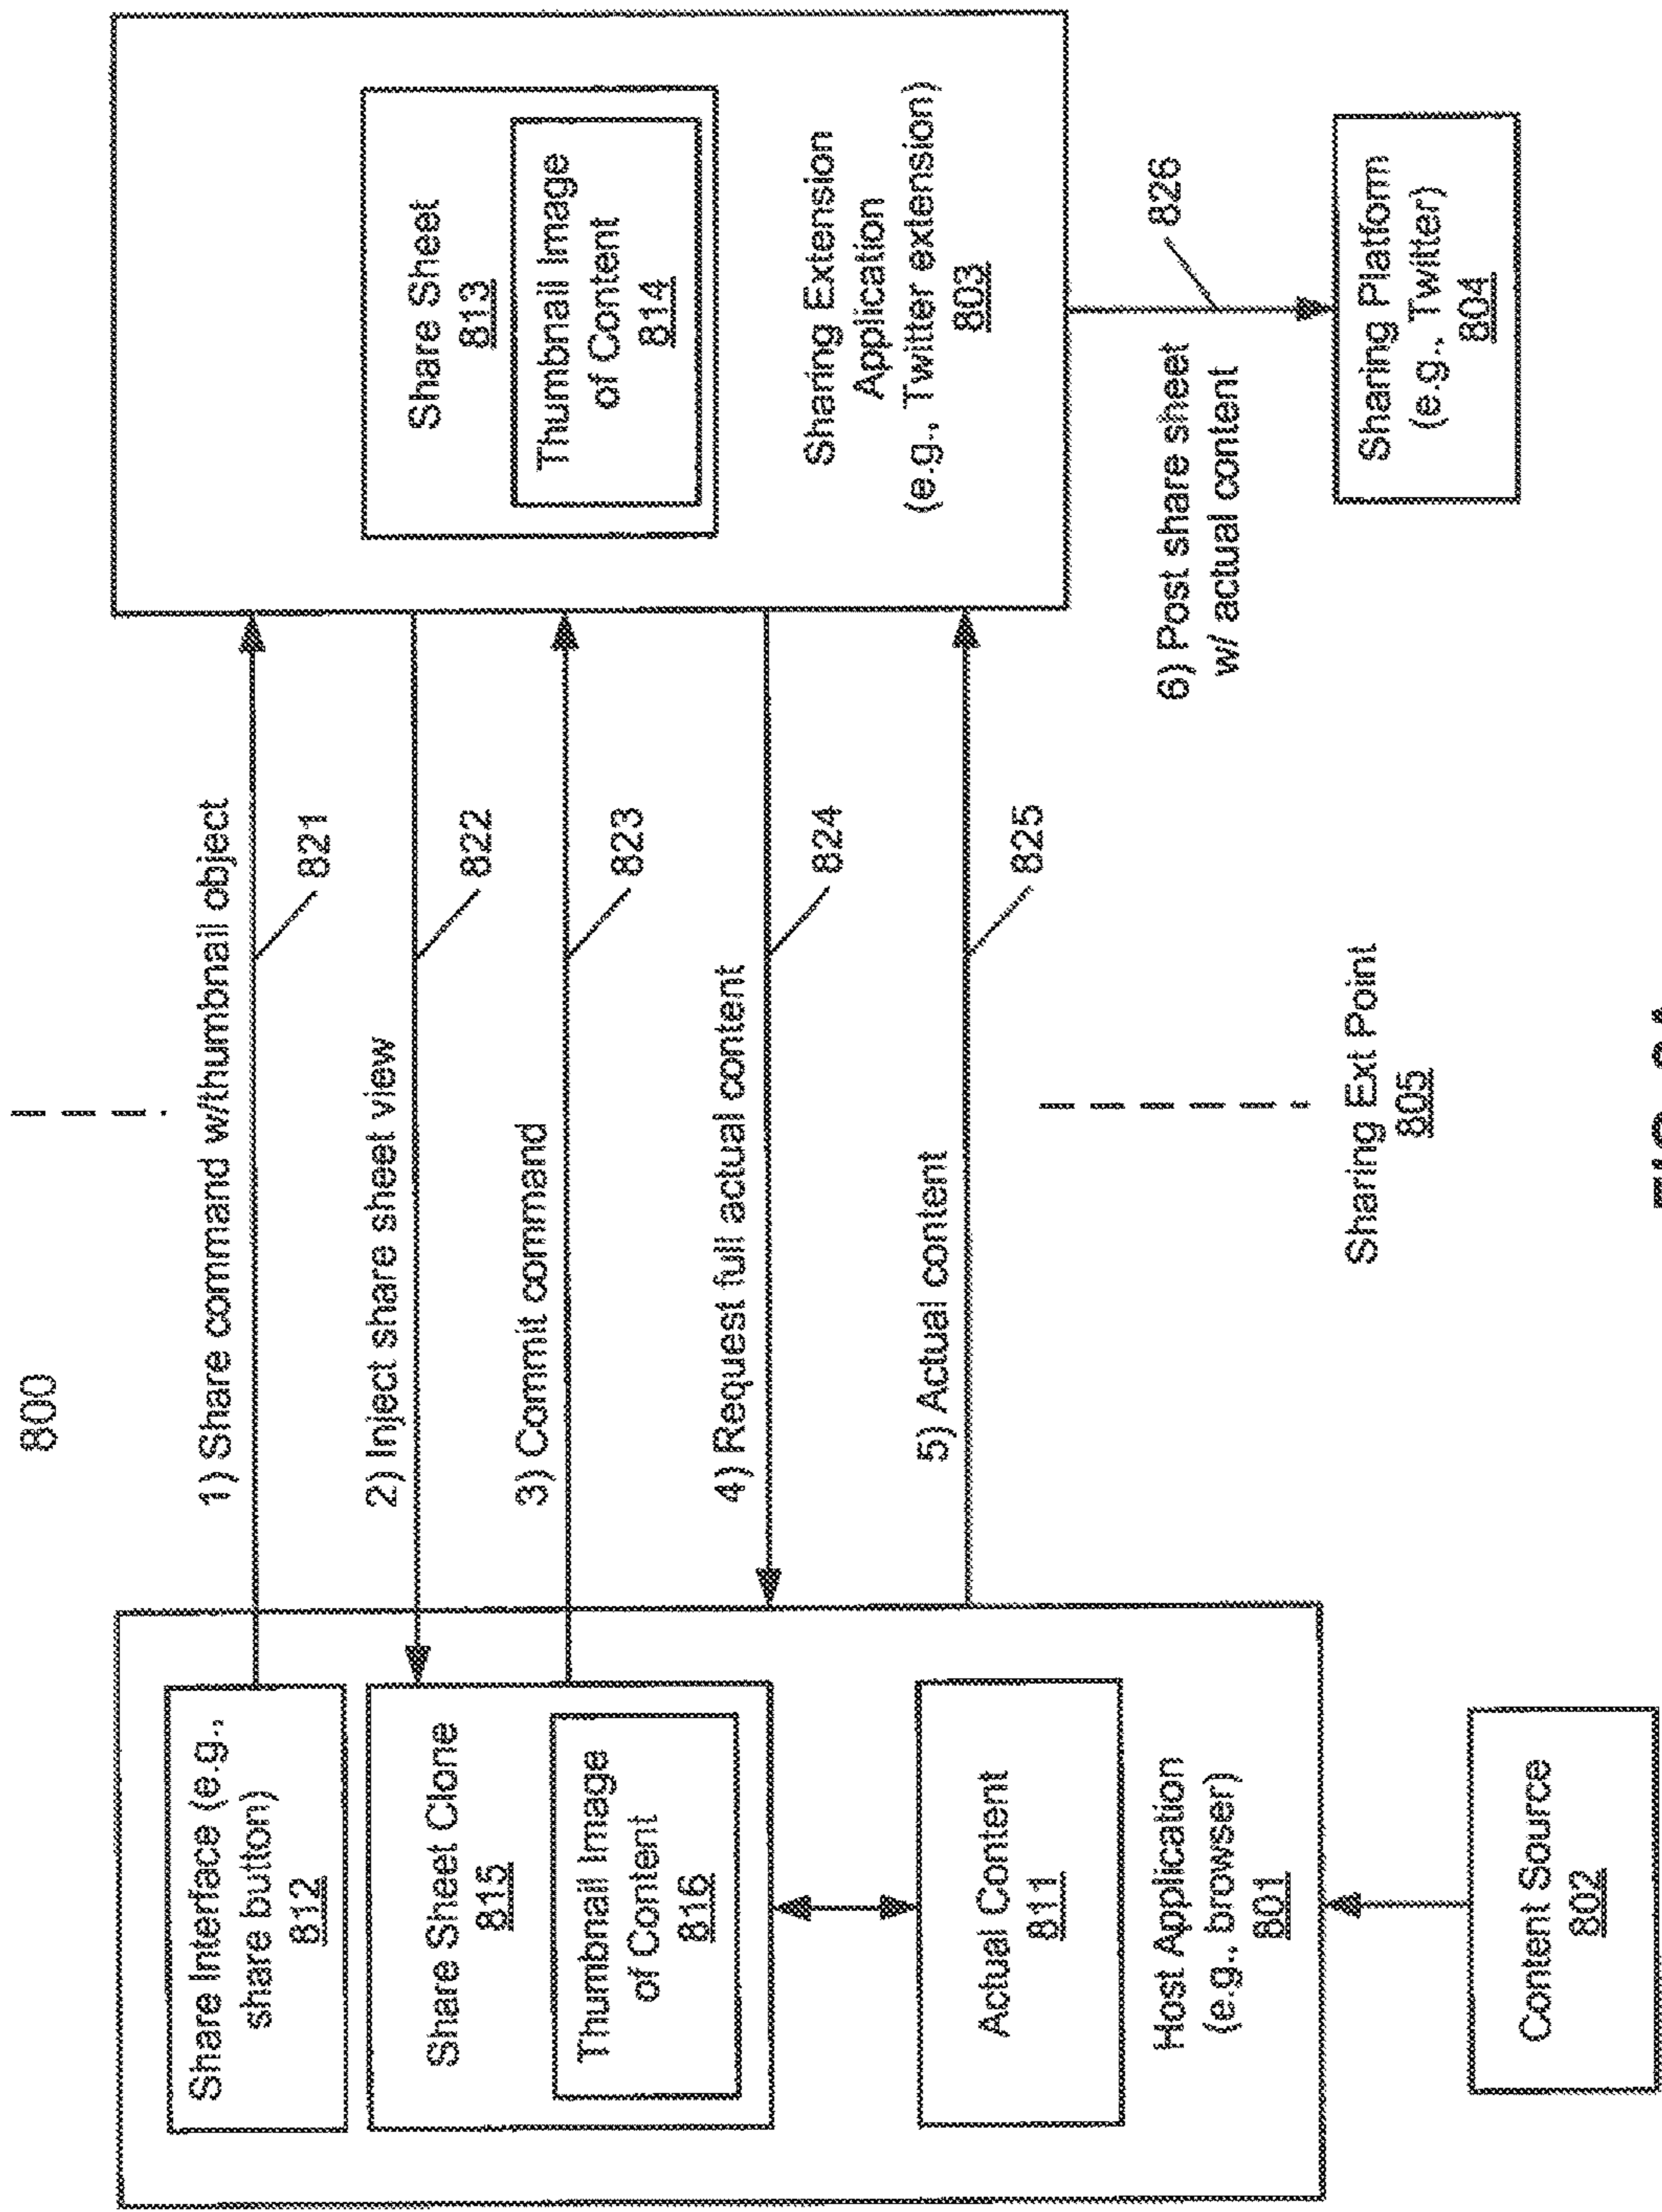 800
Share Interface (e.g.,
share button)
812
Share Sheet Clone
815
Thumbnail Image
of Content
816
Actual Content
811
Host Application
(e.g., browser)
801
Content Source
802
1) Share command w/thumbnail object
821
2) Inject share sheet view
822
3) Commit command
823
4) Request full actual content
824
5) Actual content
825
Sharing Ext Point
805
Share Sheet
813
Thumbnail Image
of Content
814
Sharing Extension
Application
(e.g., Twitter extension)
803
6) Post share sheet
w/ actual content
826
Sharing Platform
(e.g., Twitter)
804